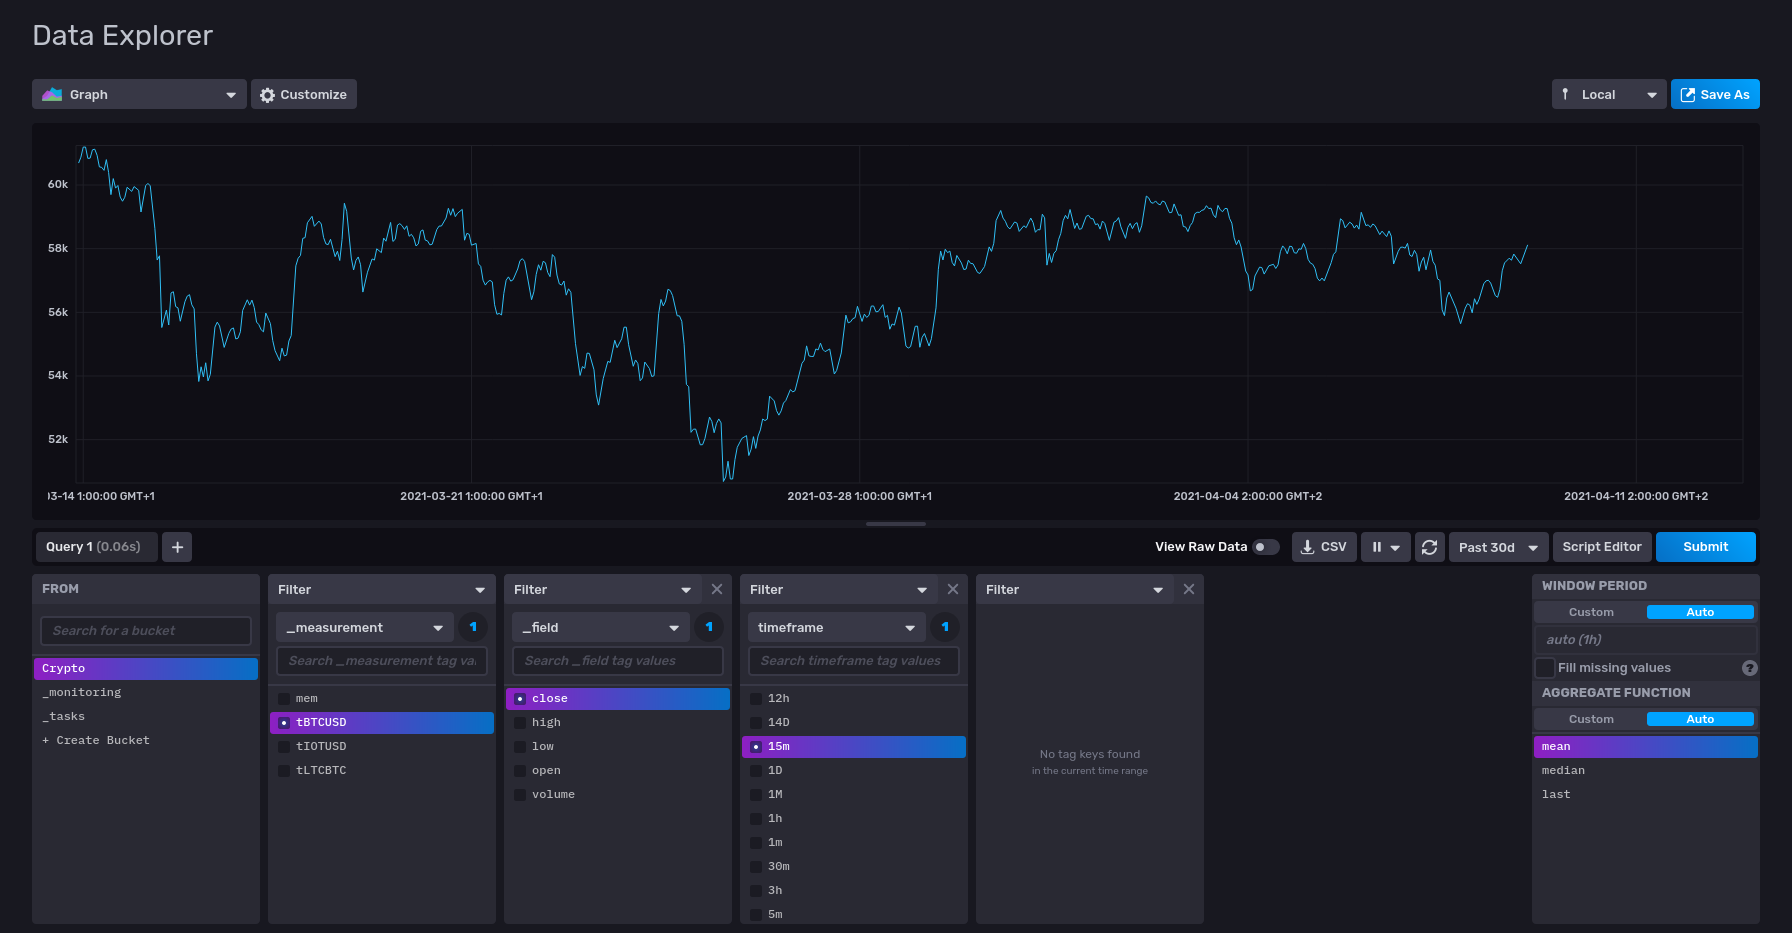 Data Explorer
Graph
Customize
Local
Save As
60k
58k
56k
54k
52k
3-14 1:00:00 GMT+1
2021-03-21 1:00:00 GMT+1
2021-03-28 1:00:00 GMT+1
2021-04-04 2:00:00 GMT+2
2021-04-11 2:00:00 GMT+2
Query 1 (0.06s)
+
View Raw Data
CSV
Past 30d
Script Editor
Submit
FROM
Search for a bucket
Crypto
_monitoring
_tasks
+ Create Bucket
Filter
_measurement
1
Search _measurement tag va
mem
tBTCUSD
tIOTUSD
tLTCBTC
Filter
_field
1
Search _field tag values
close
high
low
open
volume
Filter
timeframe
1
Search timeframe tag values
12h
14D
15m
1D
1M
1h
1m
30m
3h
5m
Filter
No tag keys found
in the current time range
WINDOW PERIOD
Custom
Auto
auto (1h)
Fill missing values
?
AGGREGATE FUNCTION
Custom
Auto
mean
median
last